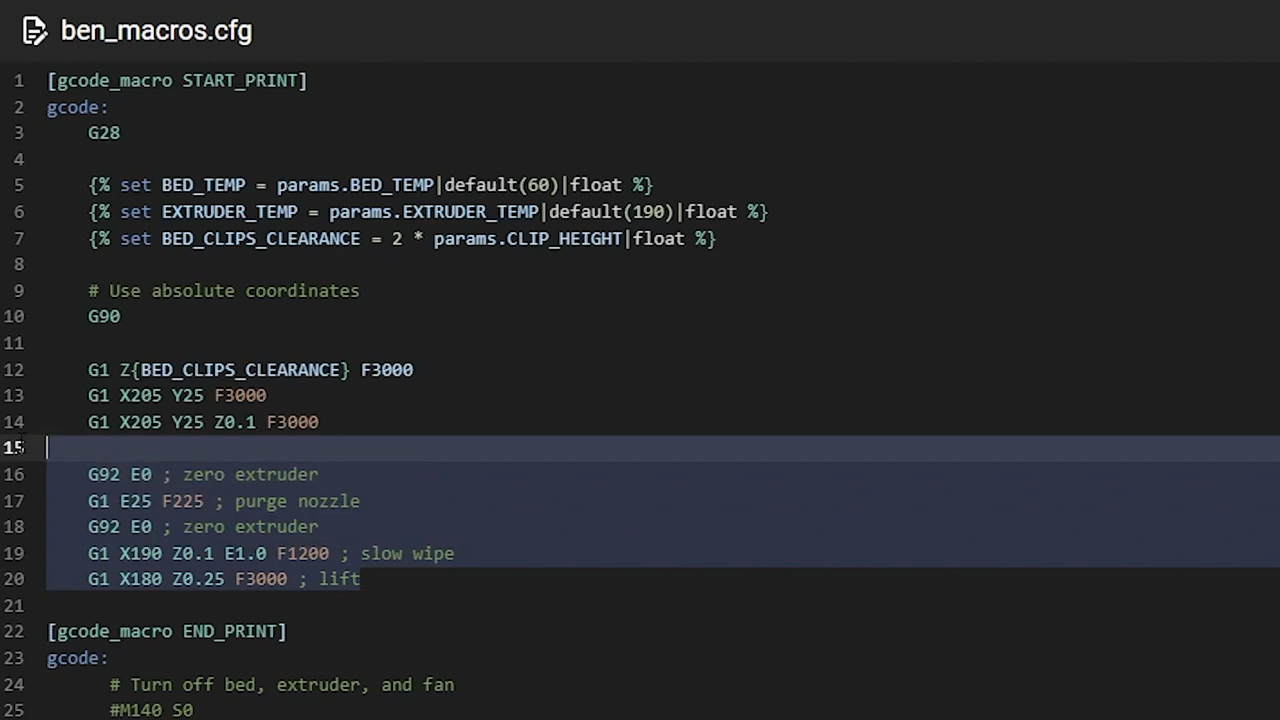 ben_macros.cfg
1 [gcode_macro START_PRINT]
2 gcode:
3 G28
4
5 {% set BED_TEMP = params.BED_TEMP|default(60)|float %}
6 {% set EXTRUDER_TEMP = params.EXTRUDER_TEMP|default(190)|float %}
7 {% set BED_CLIPS_CLEARANCE = 2 * params.CLIP_HEIGHT|float %}
8
9 # Use absolute coordinates
10 G90
11
12 G1 Z{BED_CLIPS_CLEARANCE} F3000
13 G1 X205 Y25 F3000
14 G1 X205 Y25 Z0.1 F3000
15
16 G92 E0 ; zero extruder
17 G1 E25 F225 ; purge nozzle
18 G92 E0 ; zero extruder
19 G1 X190 Z0.1 E1.0 F1200 ; slow wipe
20 G1 X180 Z0.25 F3000 ; lift
21
22 [gcode_macro END_PRINT]
23 gcode:
24 # Turn off bed, extruder, and fan
25 #M140 S0